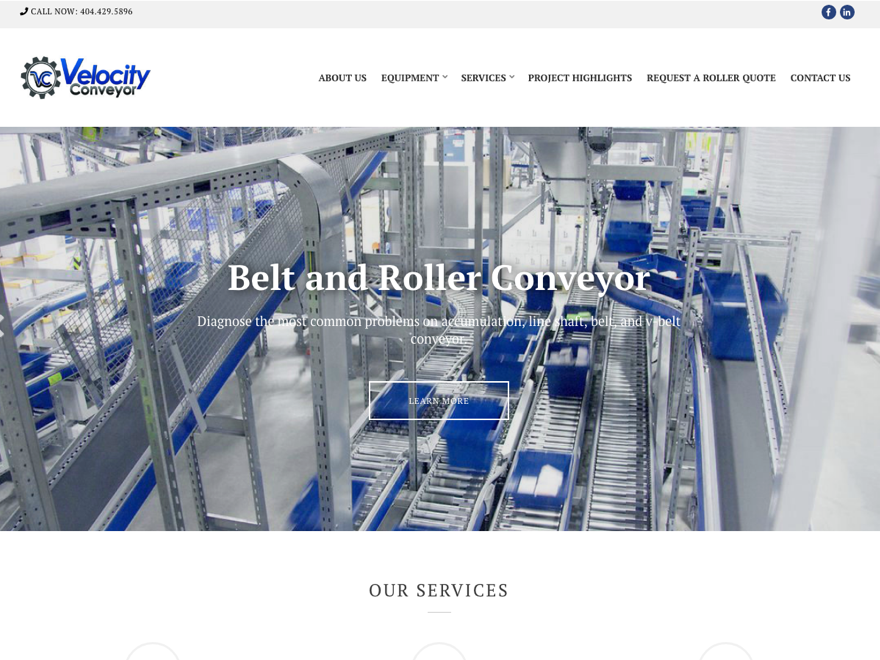 CALL NOW: 404.429.5896
VC Velocity
Conveyor
ABOUT US EQUIPMENT SERVICES PROJECT HIGHLIGHTS REQUEST A ROLLER QUOTE CONTACT US
Belt and Roller Conveyor
Diagnose the most common problems on accumulation, line shaft, belt, and v-belt
conveyor.
LEARN MORE
OUR SERVICES